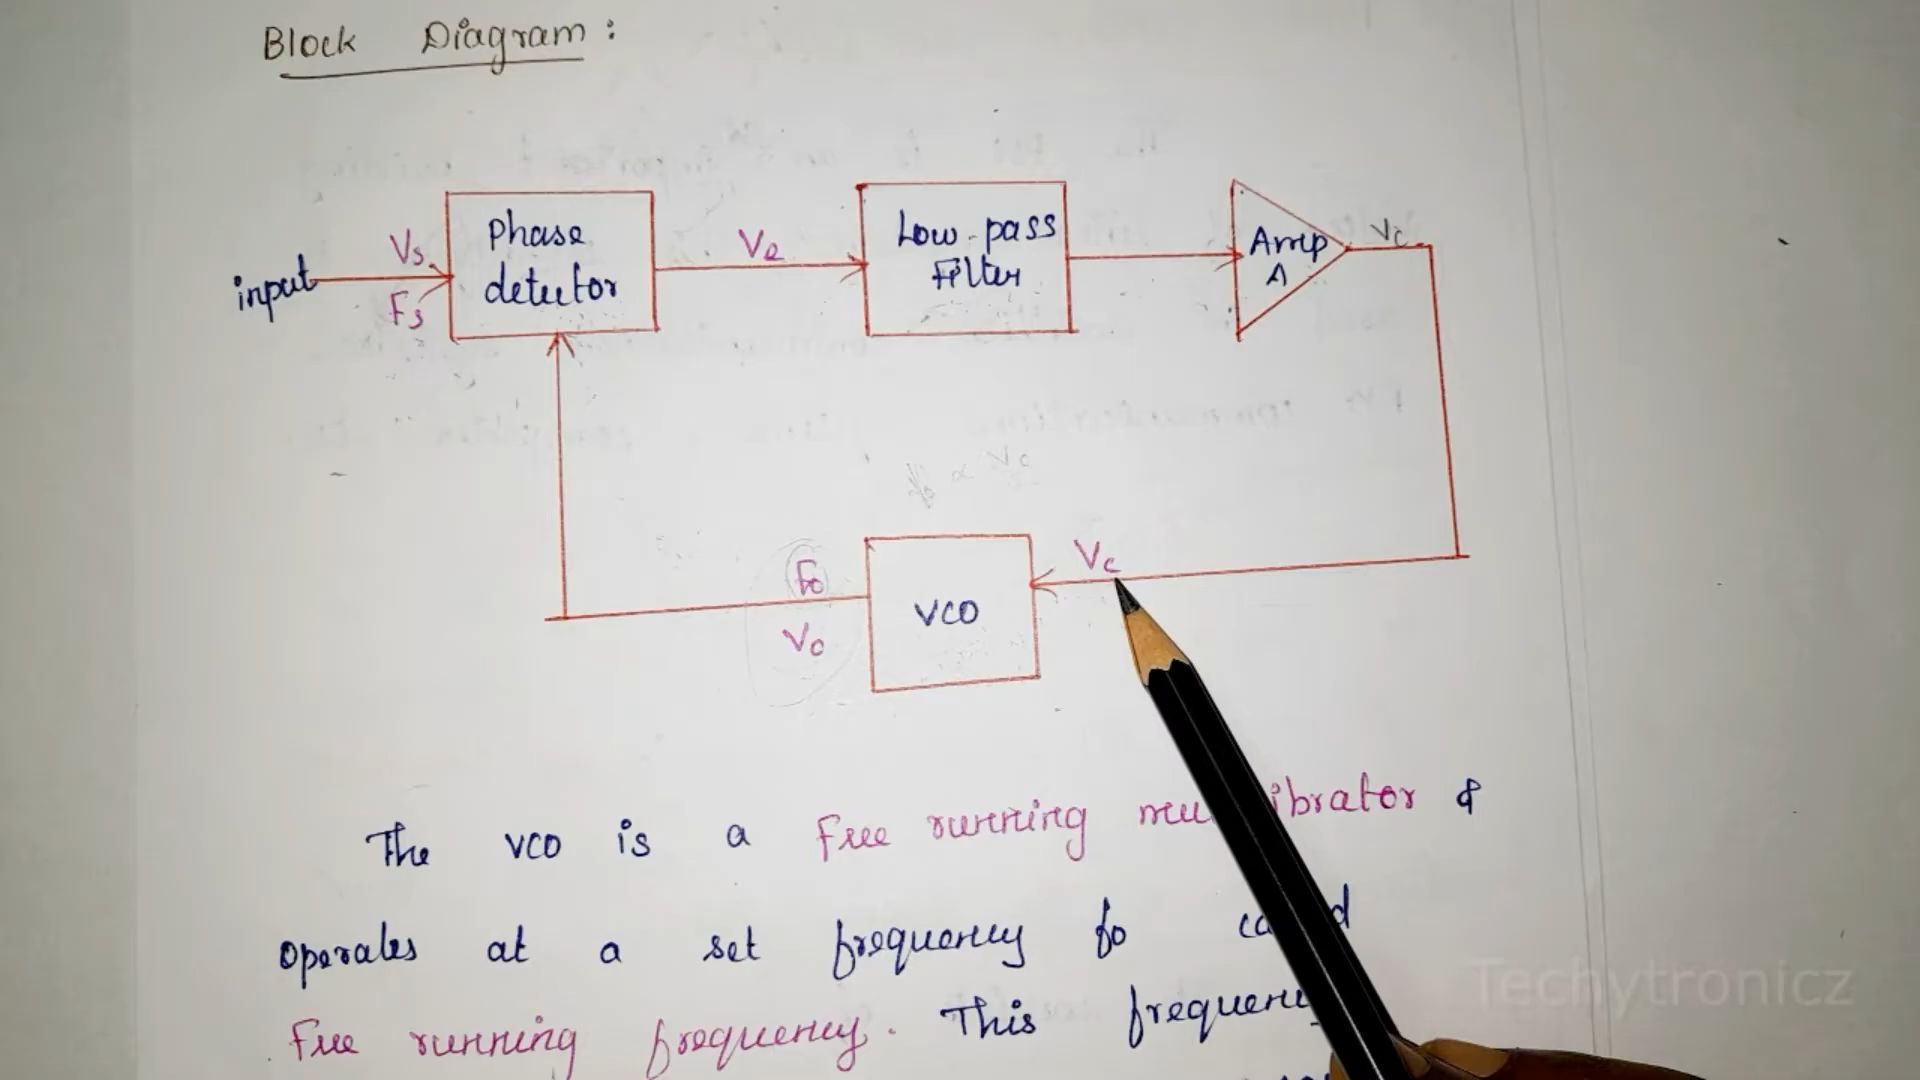 Block Diagram:
input
Vs
Fs
Phase
detector
Ve
Low-pass
Filter
Amp
A
Vc
Vc
Fo
Vo
VCO
Vc
The VCO is a Free running &
operates at a set frequency fo
Free running frequency. This
Techytronicz